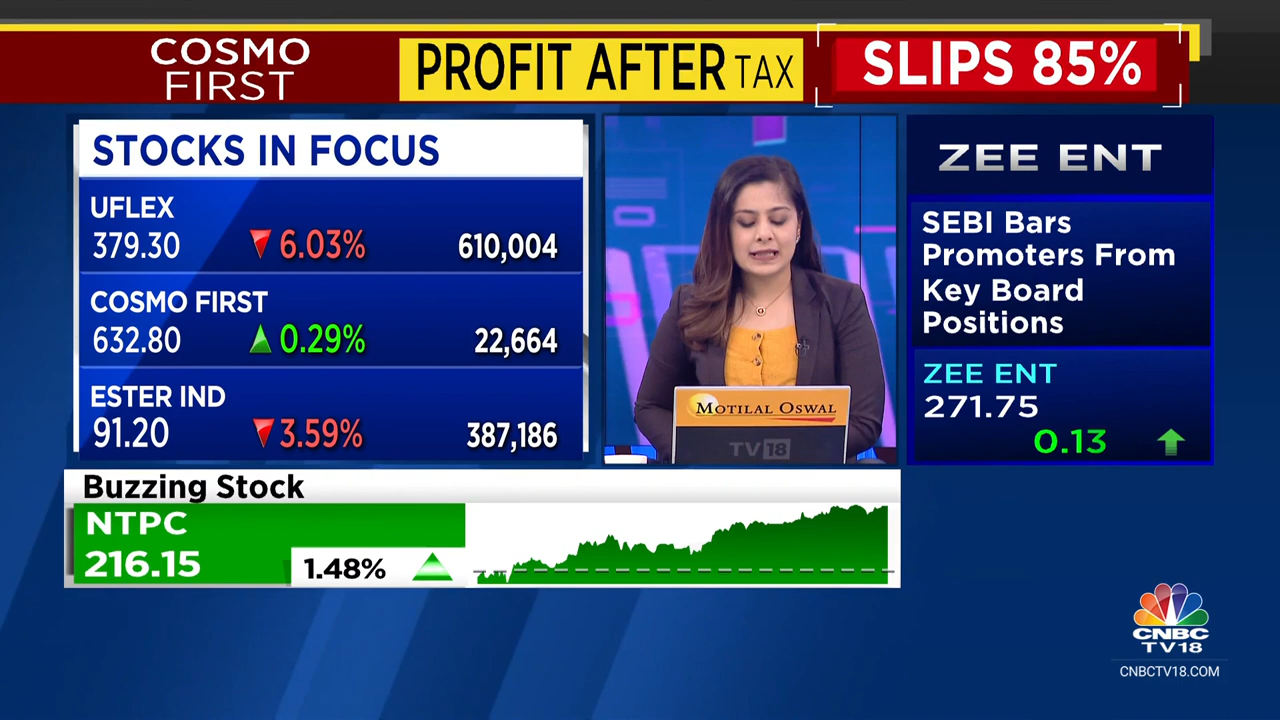 COSMO
FIRST
PROFIT AFTER TAX
SLIPS 85%
STOCKS IN FOCUS
UFLEX
379.30 ▼ 6.03% 610,004
COSMO FIRST
632.80 ▲ 0.29% 22,664
ESTER IND
91.20 ▼ 3.59% 387,186
MOTILAL OSWAL
TV18
ZEE ENT
SEBI Bars
Promoters From
Key Board
Positions
ZEE ENT
271.75
0.13
Buzzing Stock
NTPC
216.15
1.48%
CNBC
TV18
CNBCTV18.COM